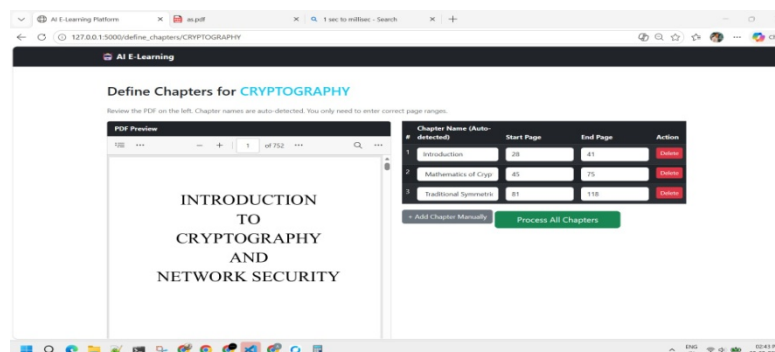 AI E-Learning Platform
as.pdf
1 sec to millisec - Search
127.0.0.1:5000/define_chapters/CRYPTOGRAPHY
AI E-Learning
Define Chapters for CRYPTOGRAPHY
Review the PDF on the left. Chapter names are auto-detected. You only need to enter correct page ranges.
PDF Preview
1 of 752
INTRODUCTION
TO
CRYPTOGRAPHY
AND
NETWORK SECURITY
# Chapter Name (Auto-detected) Start Page End Page Action
1 Introduction 28 41 Delete
2 Mathematics of Cryp 45 75 Delete
3 Traditional Symmetric 81 118 Delete
+ Add Chapter Manually Process All Chapters
ENG